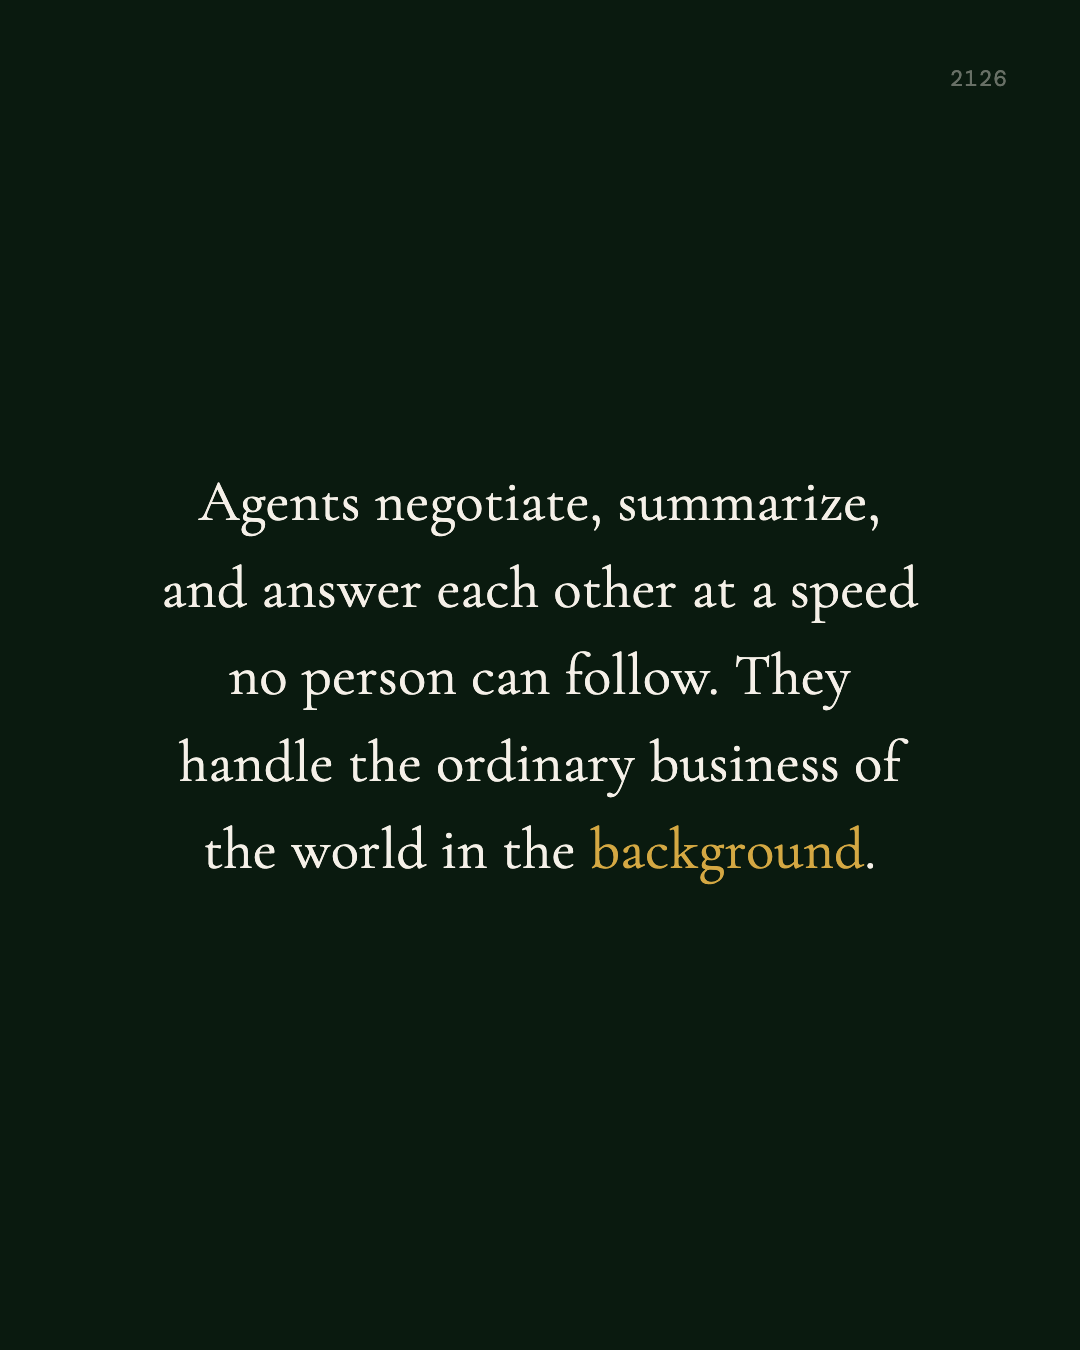 2126
Agents negotiate, summarize,
and answer each other at a speed
no person can follow. They
handle the ordinary business of
the world in the background.